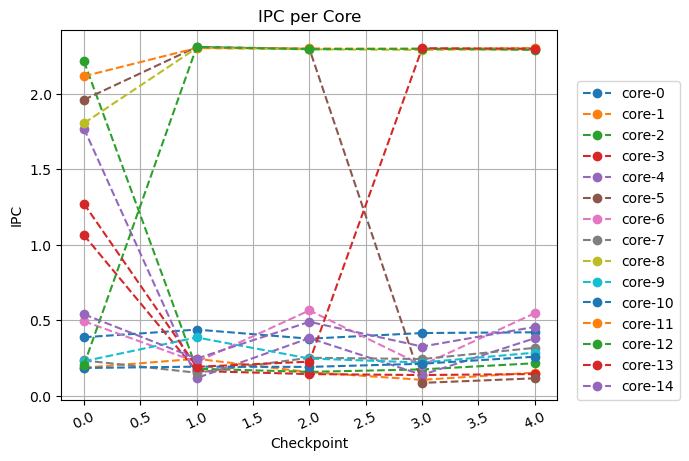 IPC per Core
IPC
2.0
1.5
1.0
0.5
0.0
0.0
0.5
1.0
1.5
2.0
2.5
3.0
3.5
4.0
Checkpoint
core-0
core-1
core-2
core-3
core-4
core-5
core-6
core-7
core-8
core-9
core-10
core-11
core-12
core-13
core-14